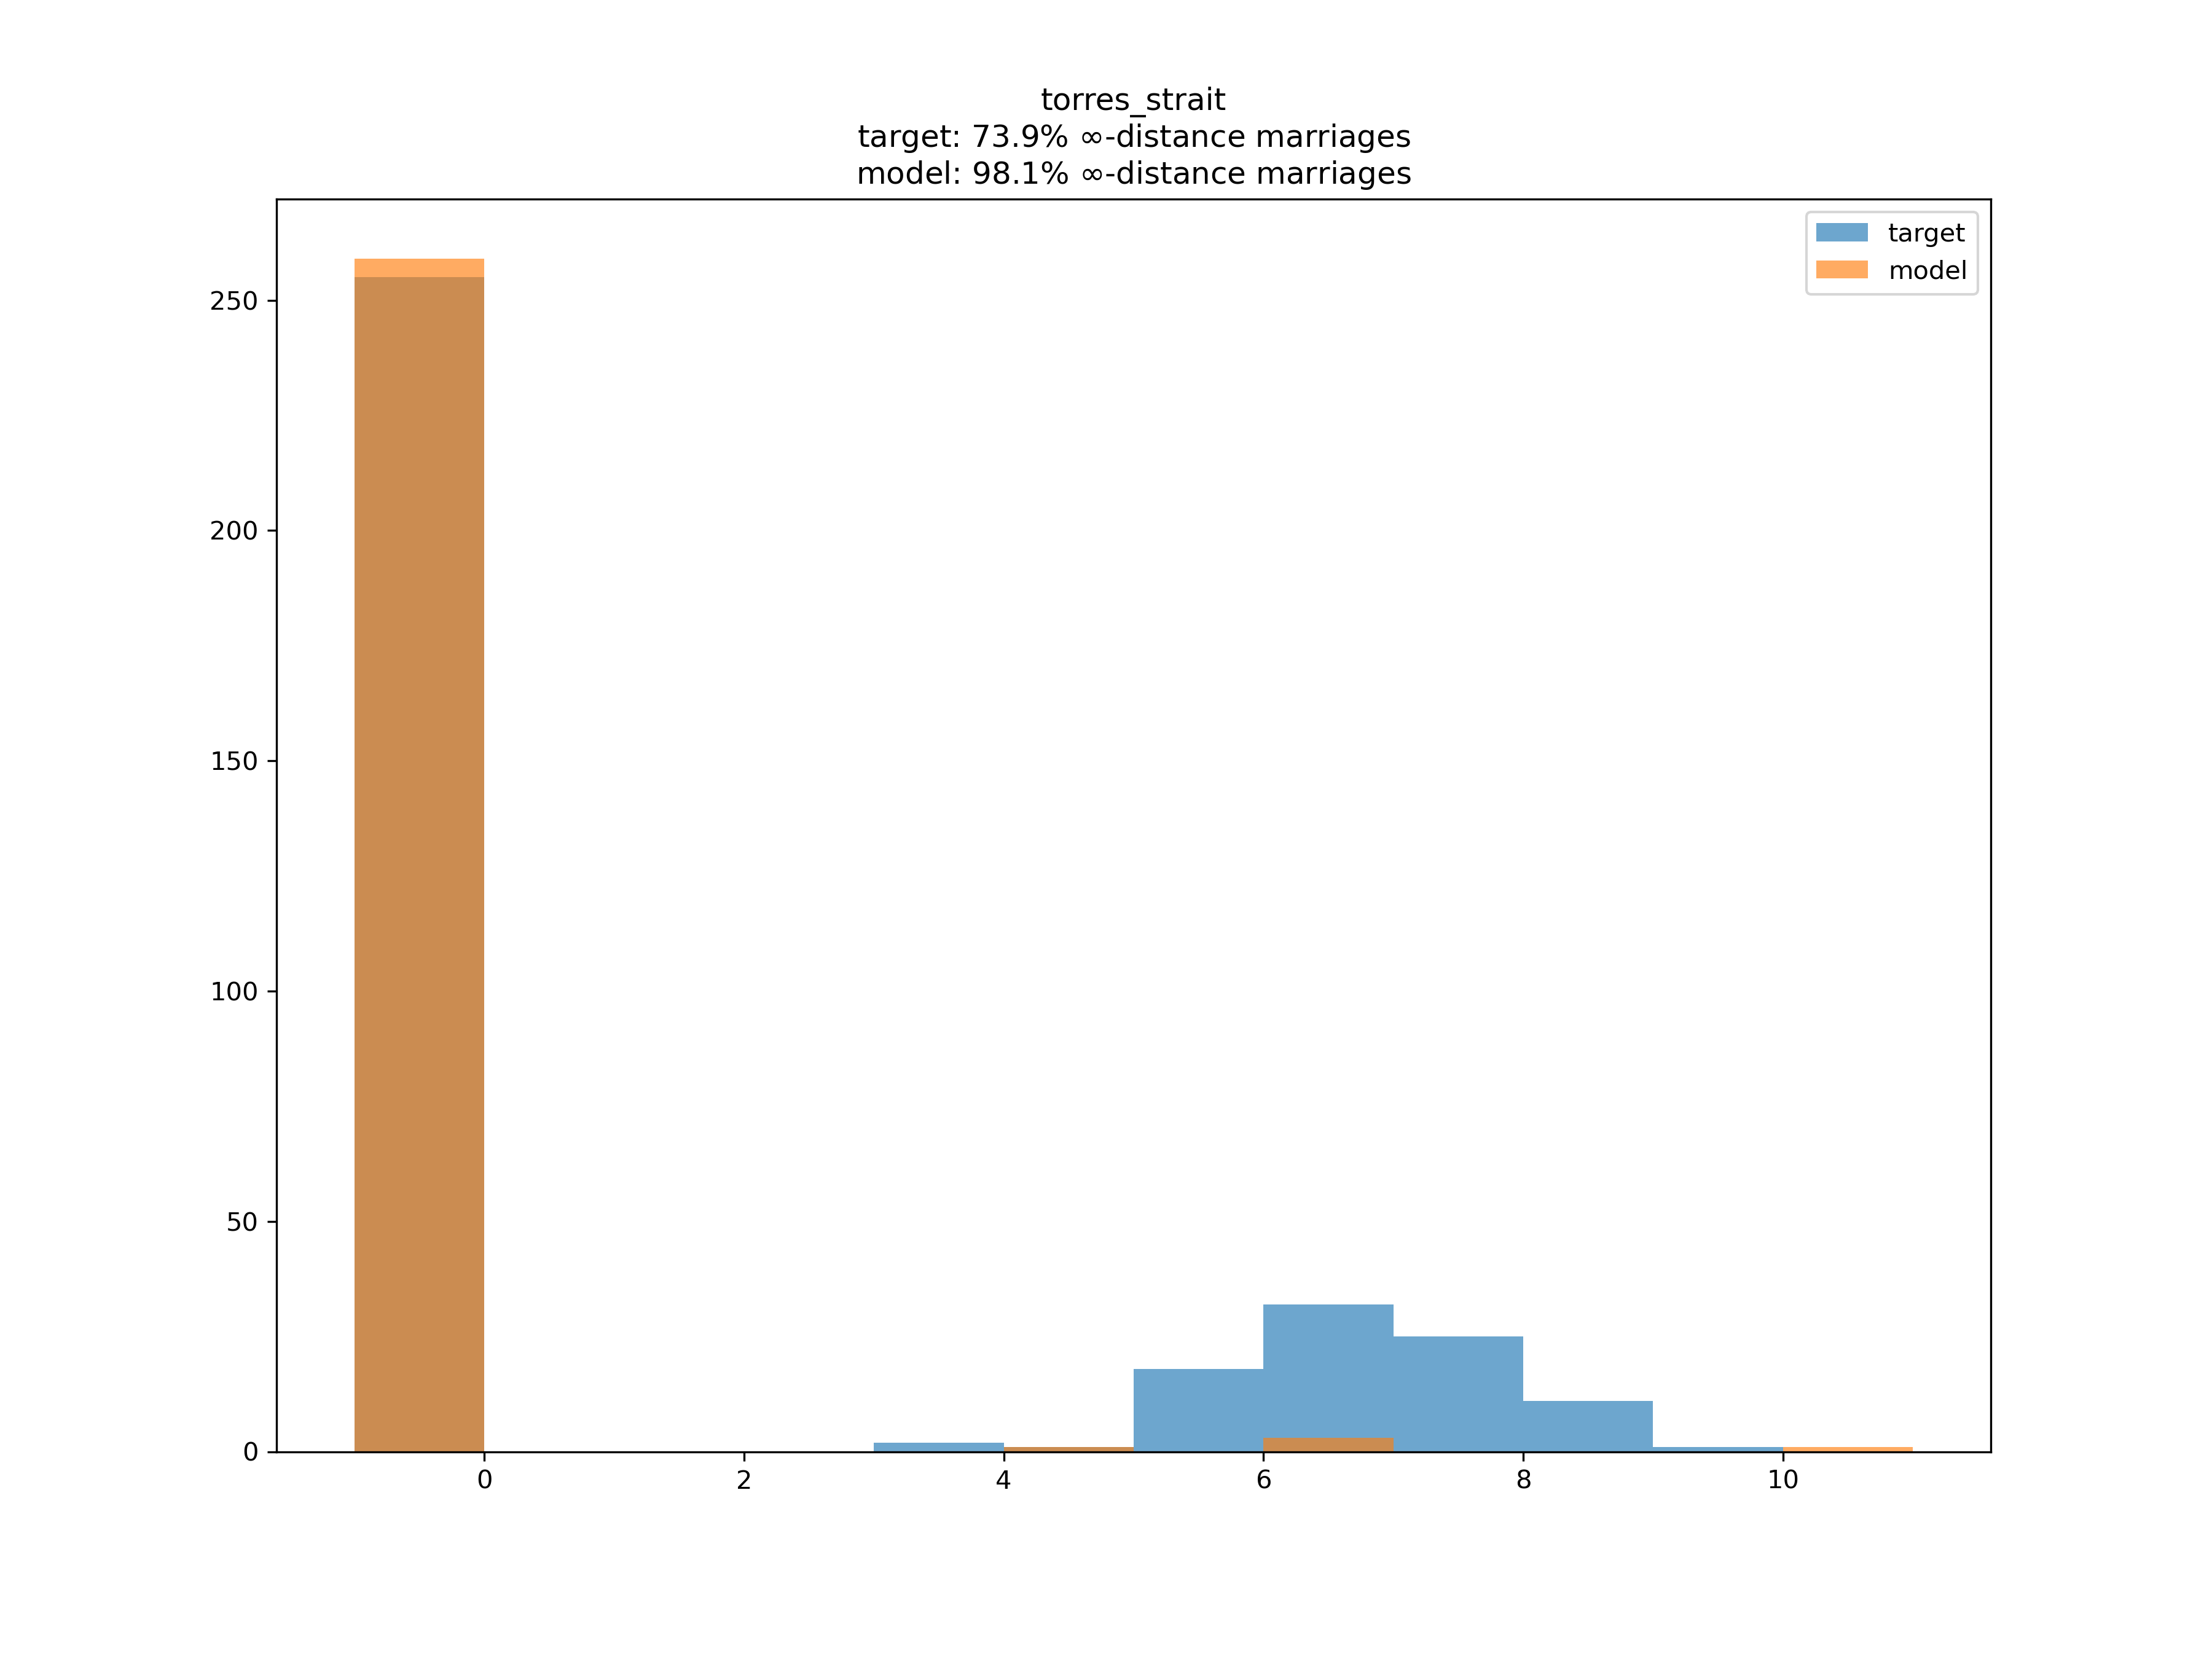 torres_strait
target: 73.9% ∞-distance marriages
model: 98.1% ∞-distance marriages
target
model
250
200
150
100
50
0
0 2 4 6 8 10